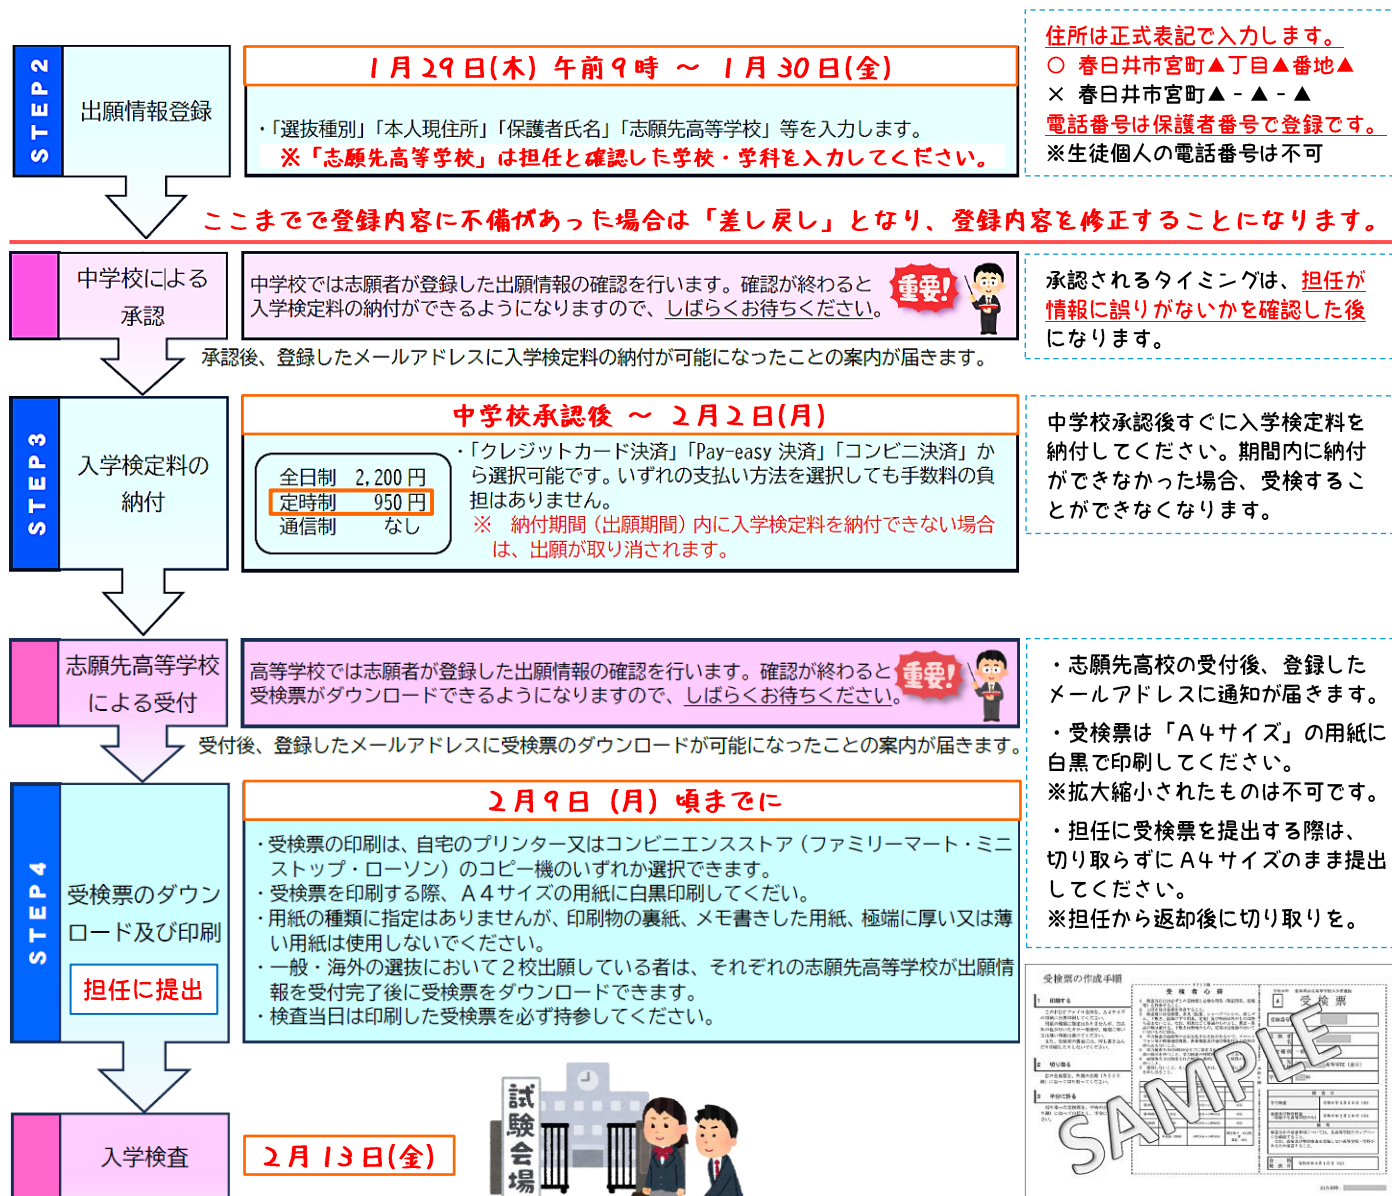 STEP2
出願情報登録
1月29日(木) 午前9時 ～ 1月30日(金)
・「選抜種別」「本人現住所」「保護者氏名」「志願先高等学校」等を入力します。
※「志願先高等学校」は担任と確認した学校・学科を入力してください。
住所は正式表記で入力します。
○ 春日井市宮町▲丁目▲番地▲
× 春日井市宮町▲-▲-▲
電話番号は保護者番号で登録です。
※生徒個人の電話番号は不可
ここまでで登録内容に不備があった場合は「差し戻し」となり、登録内容を修正することになります。
中学校による
承認
中学校では志願者が登録した出願情報の確認を行います。確認が終わると
入学検定料の納付ができるようになりますので、しばらくお待ちください。
重要!
承認後、登録したメールアドレスに入学検定料の納付が可能になったことの案内が届きます。
承認されるタイミングは、担任が
情報に誤りがないかを確認した後
になります。
STEP3
入学検定料の
納付
中学校承認後 ～ 2月2日(月)
全日制 2,200円
定時制 950円
通信制 なし
・「クレジットカード決済」「Pay-easy 決済」「コンビニ決済」か
ら選択可能です。いずれの支払い方法を選択しても手数料の負
担はありません。
※ 納付期間（出願期間）内に入学検定料を納付できない場合
は、出願が取り消されます。
中学校承認後すぐに入学検定料を
納付してください。期間内に納付
ができなかった場合、受検するこ
とができなくなります。
志願先高等学校
による受付
高等学校では志願者が登録した出願情報の確認を行います。確認が終わると
受検票がダウンロードできるようになりますので、しばらくお待ちください。
重要!
受付後、登録したメールアドレスに受検票のダウンロードが可能になったことの案内が届きます。
・志願先高校の受付後、登録した
メールアドレスに通知が届きます。
・受検票は「A4サイズ」の用紙に
白黒で印刷してください。
※拡大縮小されたものは不可です。
・担任に受検票を提出する際は、
切り取らずにA4サイズのまま提出
してください。
※担任から返却後に切り取りを。
STEP4
受検票のダウン
ロード及び印刷
担任に提出
2月9日（月）頃までに
・受検票の印刷は、自宅のプリンター又はコンビニエンスストア（ファミリーマート・ミニ
ストップ・ローソン）のコピー機のいずれか選択できます。
・受検票を印刷する際、A4サイズの用紙に白黒印刷してくだい。
・用紙の種類に指定はありませんが、印刷物の裏紙、メモ書きした用紙、極端に厚い又は薄
い用紙は使用しないでください。
・一般・海外の選抜において2校出願している者は、それぞれの志願先高等学校が出願情
報を受付完了後に受検票をダウンロードできます。
・検査当日は印刷した受検票を必ず持参してください。
受検票の作成手順
1 印刷する
2 切り取る
3 半分に折る
受検者心得
受検票
SAMPLE
入学検査
2月13日(金)
試験会場